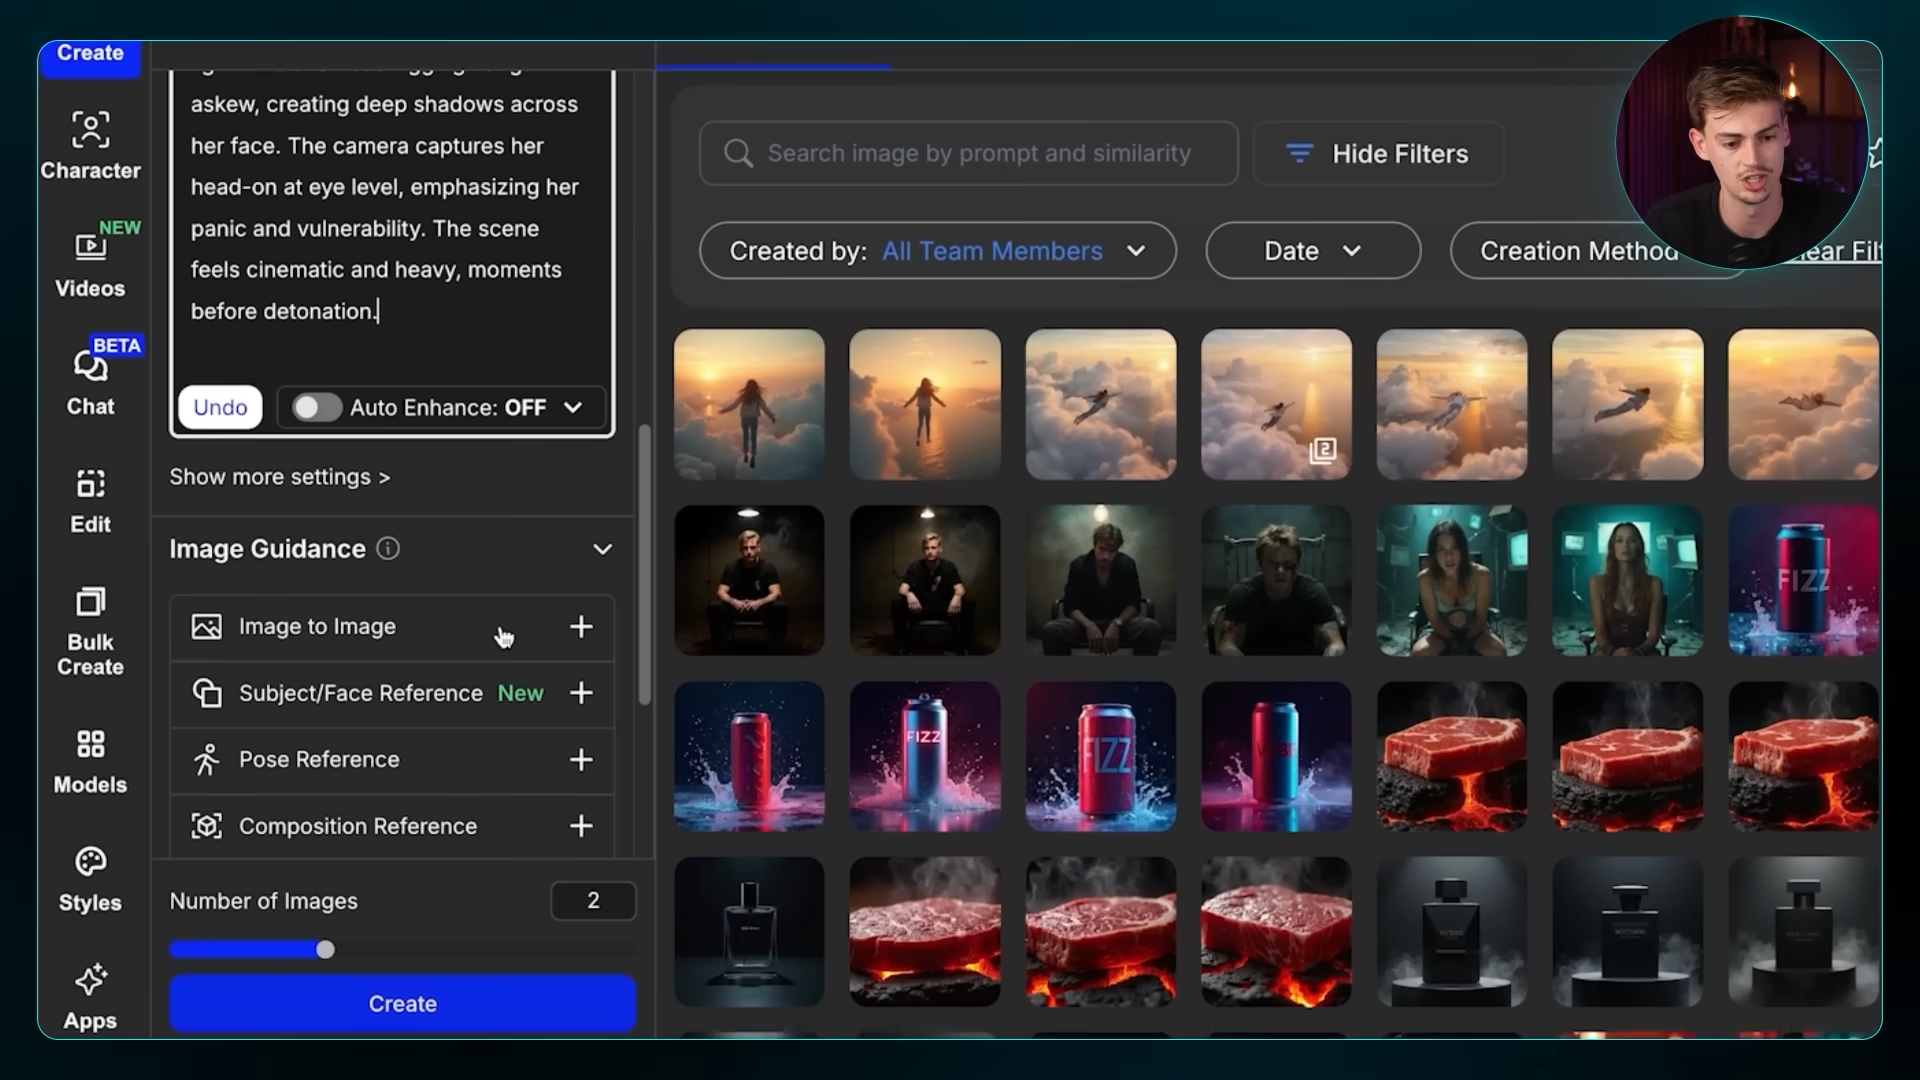 Create
Character
NEW
Videos
BETA
Chat
Edit
Bulk
Create
Models
Styles
Apps
askew, creating deep shadows across
her face. The camera captures her
head-on at eye level, emphasizing her
panic and vulnerability. The scene
feels cinematic and heavy, moments
before detonation.
Undo
Auto Enhance: OFF
Show more settings >
Image Guidance
Image to Image
Subject/Face Reference New
Pose Reference
Composition Reference
Number of Images 2
Create
Search image by prompt and similarity
Hide Filters
Created by: All Team Members
Date
Creation Method
2
FIZZ
FIZZ
FIZZ